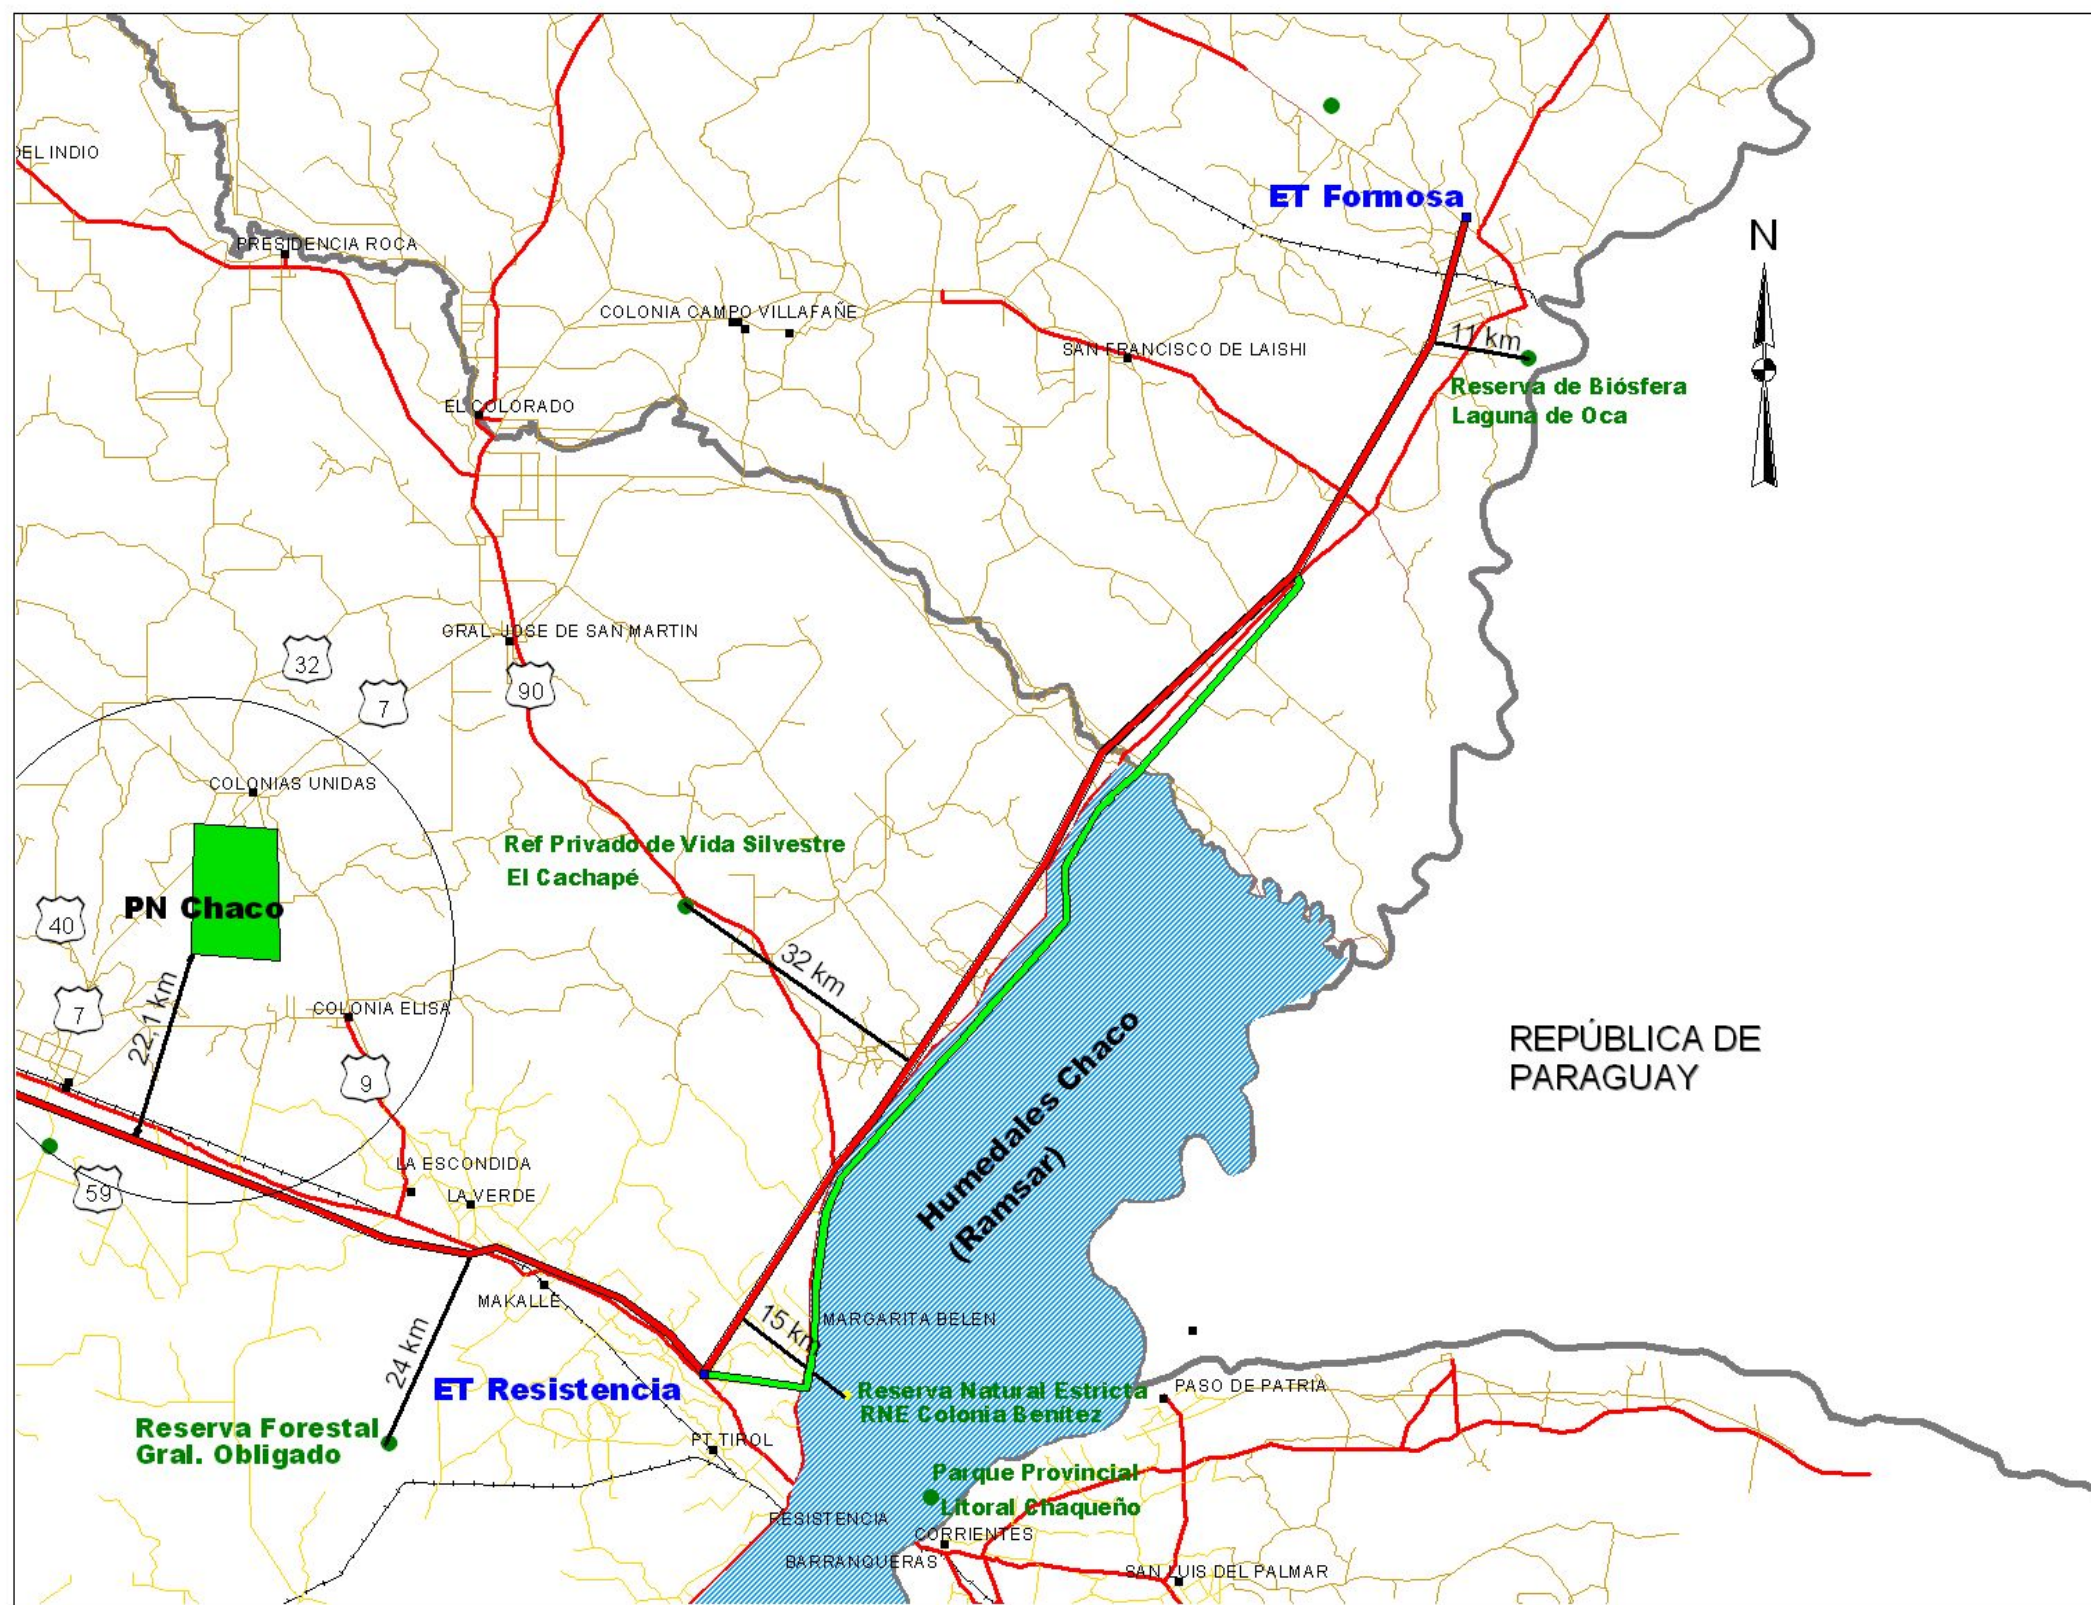 DEL INDIO
ET Formosa
N
PRESIDENCIA ROCA
COLONIA CAMPO VILLAFAÑE
11 km
SAN FRANCISCO DE LAISHI
Reserva de Biósfera
Laguna de Oca
EL COLORADO
GRAL. JOSE DE SAN MARTIN
32
7
90
COLONIAS UNIDAS
Ref Privado de Vida Silvestre
El Cachapé
PN Chaco
40
32 km
7
22,1 km
COLONIA ELISA
REPÚBLICA DE
PARAGUAY
9
Humedales Chaco
(Ramsar)
LA ESCONDIDA
59
LA VERDE
MAKALLE
15 km
MARGARITA BELEN
24 km
ET Resistencia
Reserva Natural Estricta
RNE Colonia Benítez
PASO DE PATRIA
Reserva Forestal
Gral. Obligado
PT TIROL
Parque Provincial
Litoral Chaqueño
RESISTENCIA
CORRIENTES
BARRANQUERAS
SAN LUIS DEL PALMAR